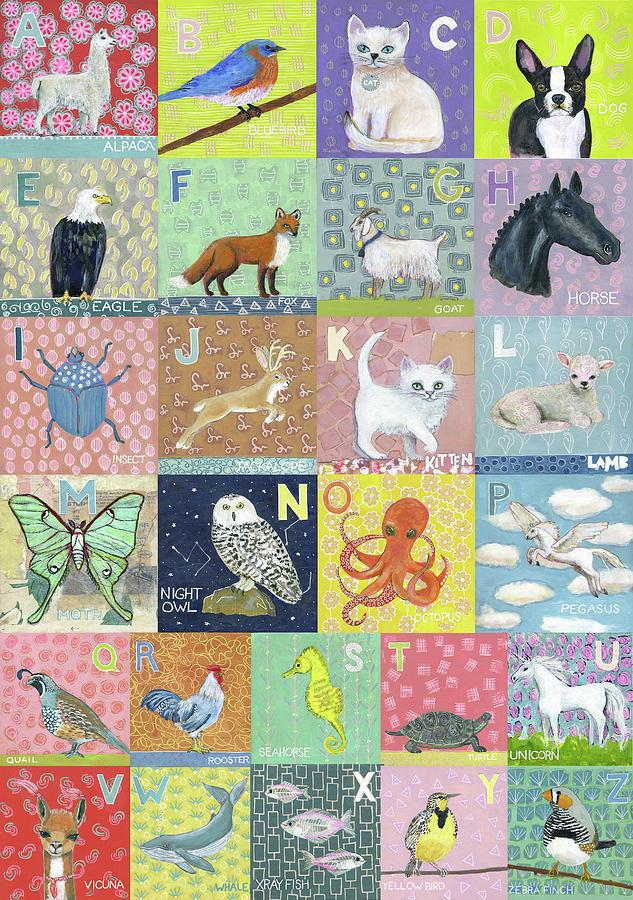 A
ALPACA
B
BLUEBIRD
C
CAT
D
DOG
E
EAGLE
F
FOX
G
GOAT
H
HORSE
I
INSECT
J
JACKALOPE
K
KITTEN
L
LAMB
M
MOTH
N
NIGHT
OWL
O
OCTOPUS
P
PEGASUS
Q
QUAIL
R
ROOSTER
S
SEAHORSE
T
TURTLE
U
UNICORN
V
VICUNA
W
WHALE
X
XRAY FISH
Y
YELLOW BIRD
Z
ZEBRA FINCH